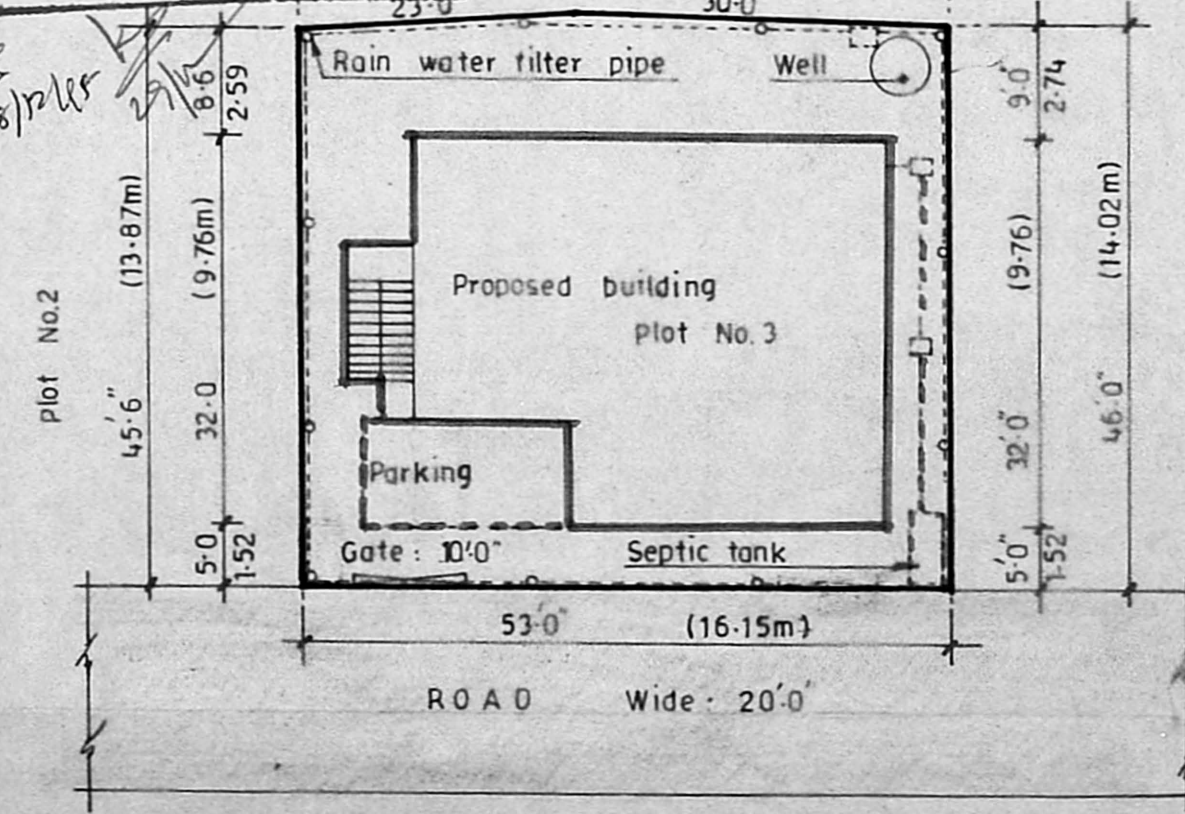 23'-0"
30'-0
Rain water filter pipe
Well
8·6
2·59
9'·0"
2·74
(13·87m)
(9·76m)
(9·76)
(14·02m)
Proposed building
Plot No. 3
Plot No.2
45'·6"
32·0
32'·0"
46'·0"
Parking
5·0
1·52
Gate : 10'·0"
Septic tank
5'·0"
1·52
53'·0" (16·15m)
ROAD Wide · 20'·0"